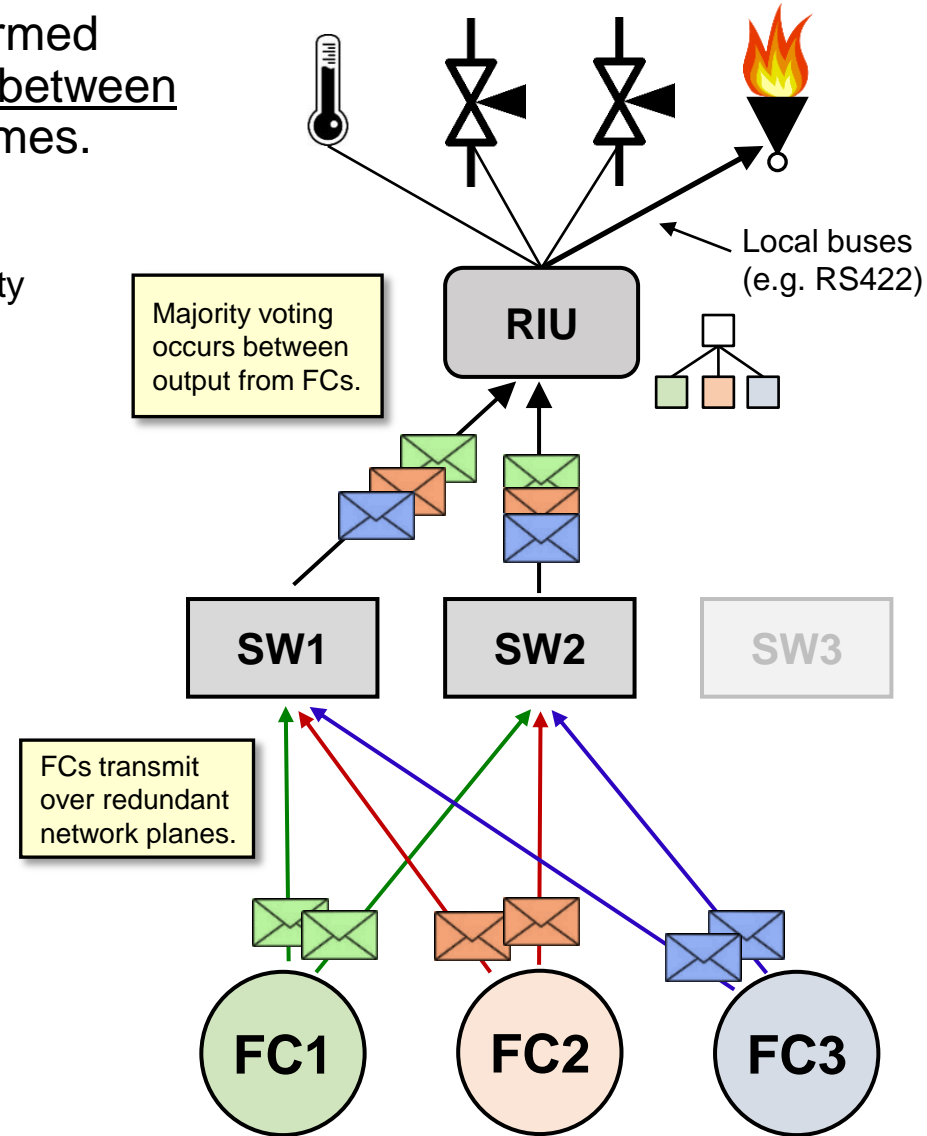 rmed
between
mes.
ty
Local buses
(e.g. RS422)
Majority voting
occurs between
output from FCs.
RIU
SW1
SW2
SW3
FCs transmit
over redundant
network planes.
FC1
FC2
FC3